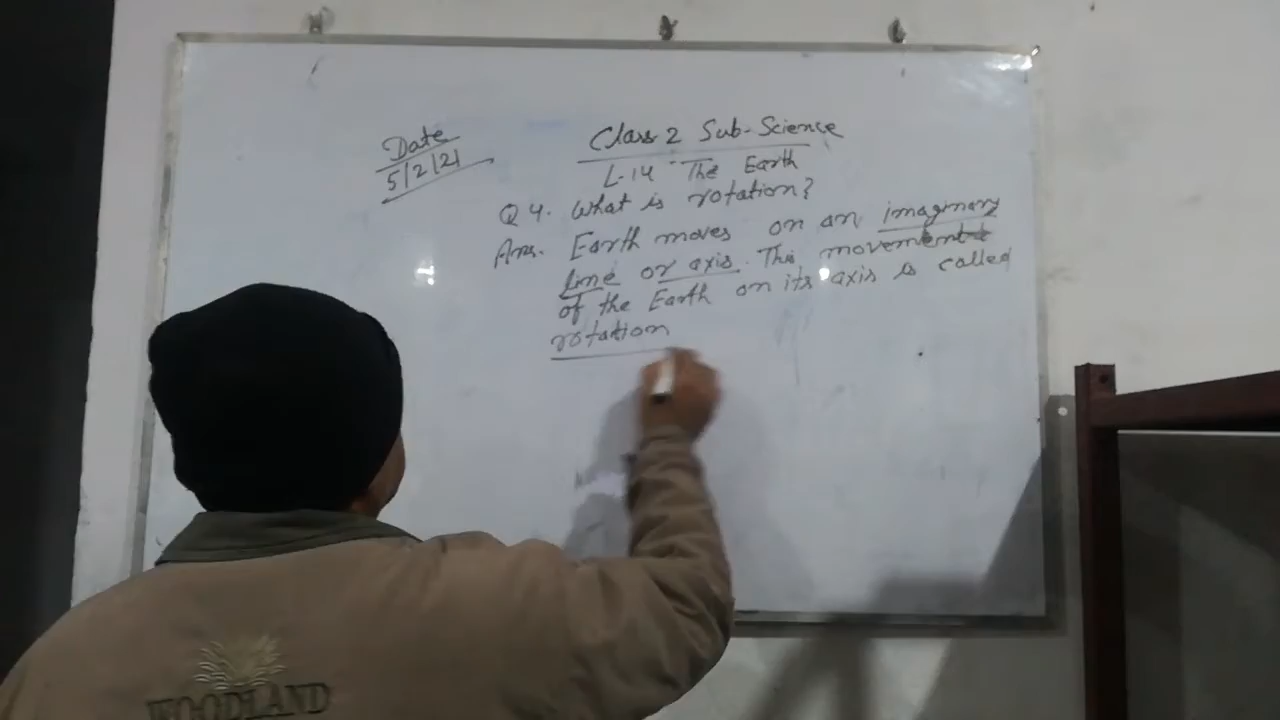 Date
5/2/21
Class 2 Sub-Science
L-14 The Earth
Q 4. What is rotation?
Ans. Earth moves on an imaginary
line or axis. This movement
of the Earth on its axis is called
rotation
WOODLAND